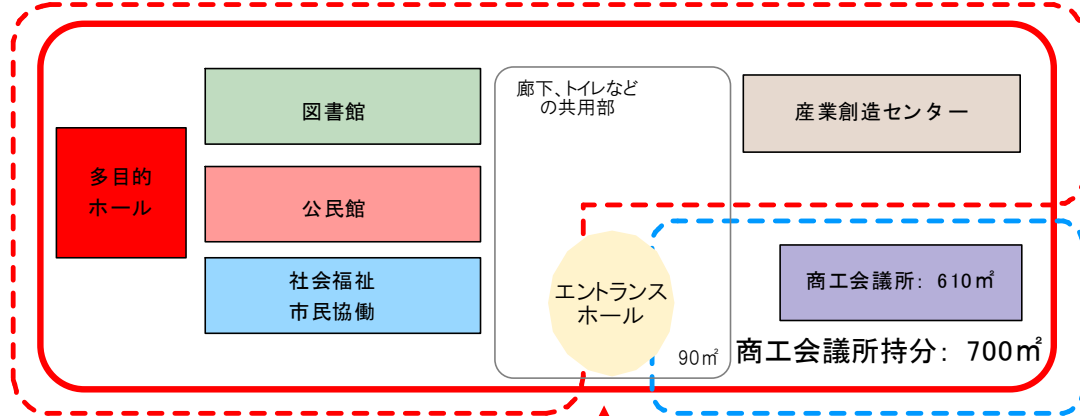 図書館
廊下、トイレなど
の共用部
産業創造センター
多目的
ホール
公民館
社会福祉
市民協働
エントランス
ホール
商工会議所: 610㎡
90㎡
商工会議所持分: 700㎡